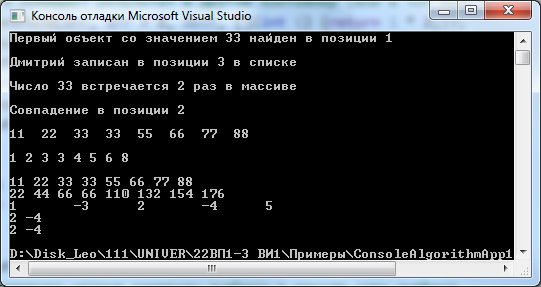 Консоль отладки Microsoft Visual Studio
Первый объект со значением 33 найден в позиции 1
Дмитрий записан в позиции 3 в списке
Число 33 встречается 2 раз в массиве
Совпадение в позиции 2
11 22 33 33 55 66 77 88
1 2 3 3 4 5 6 8
11 22 33 33 55 66 77 88
22 44 66 66 110 132 154 176
1 -3 2 -4 5
2 -4
2 -4
D:\Disk_Leo\111\UNIVER\22ВП1-3 ВИ1\Примеры\ConsoleAlgorithmApp1